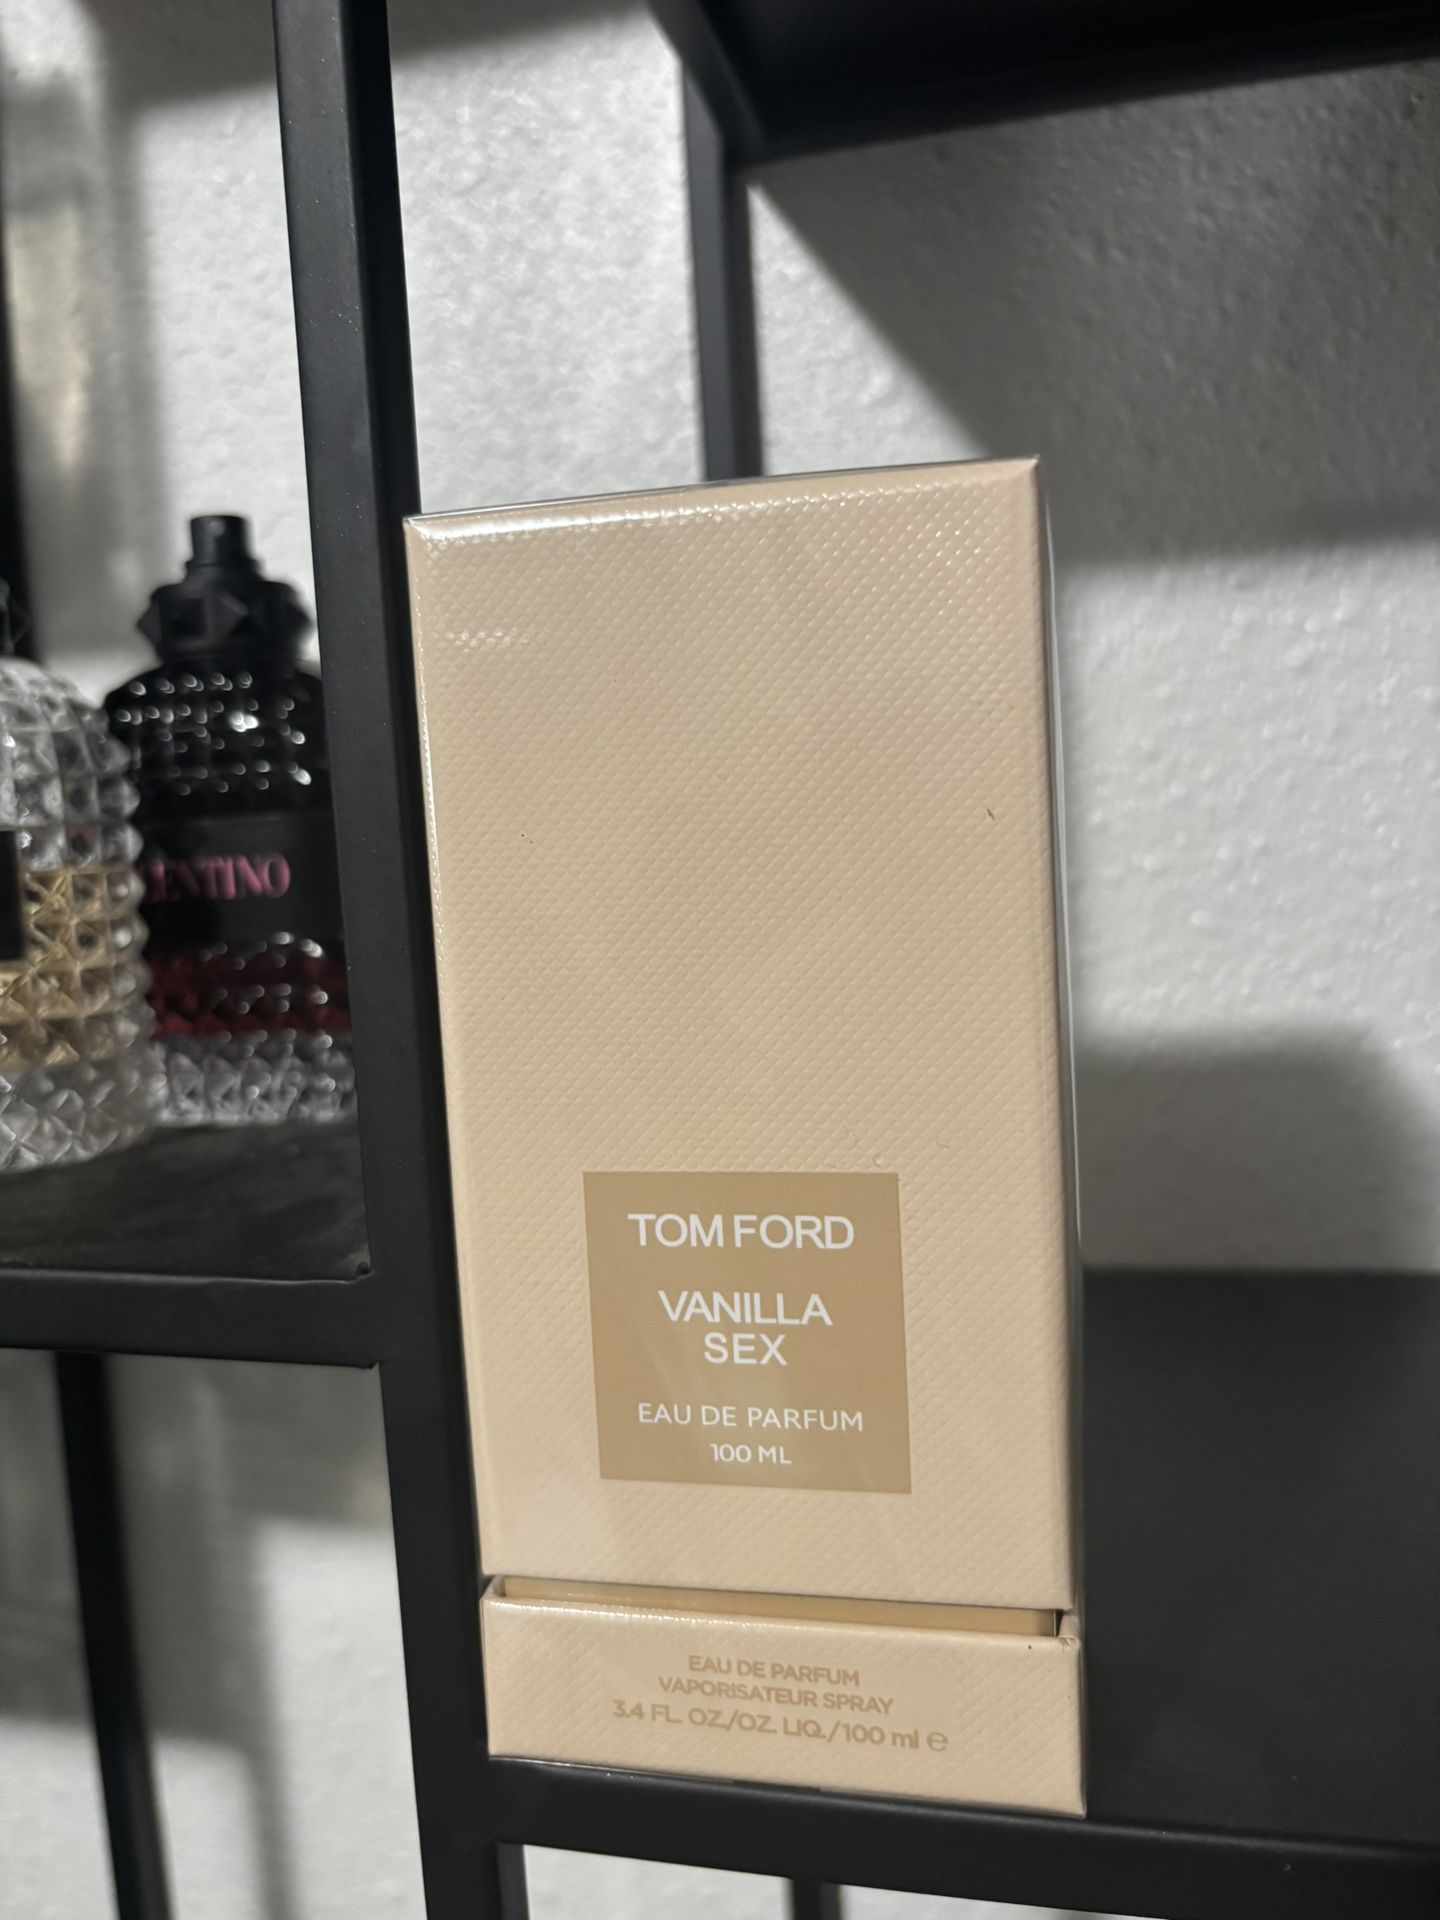 TOM FORD
VANILLA
SEX
EAU DE PARFUM
100 ML
EAU DE PARFUM
VAPORISATEUR SPRAY
3.4 FL. OZ./OZ. LIQ./100 ml ℮
LENTINO